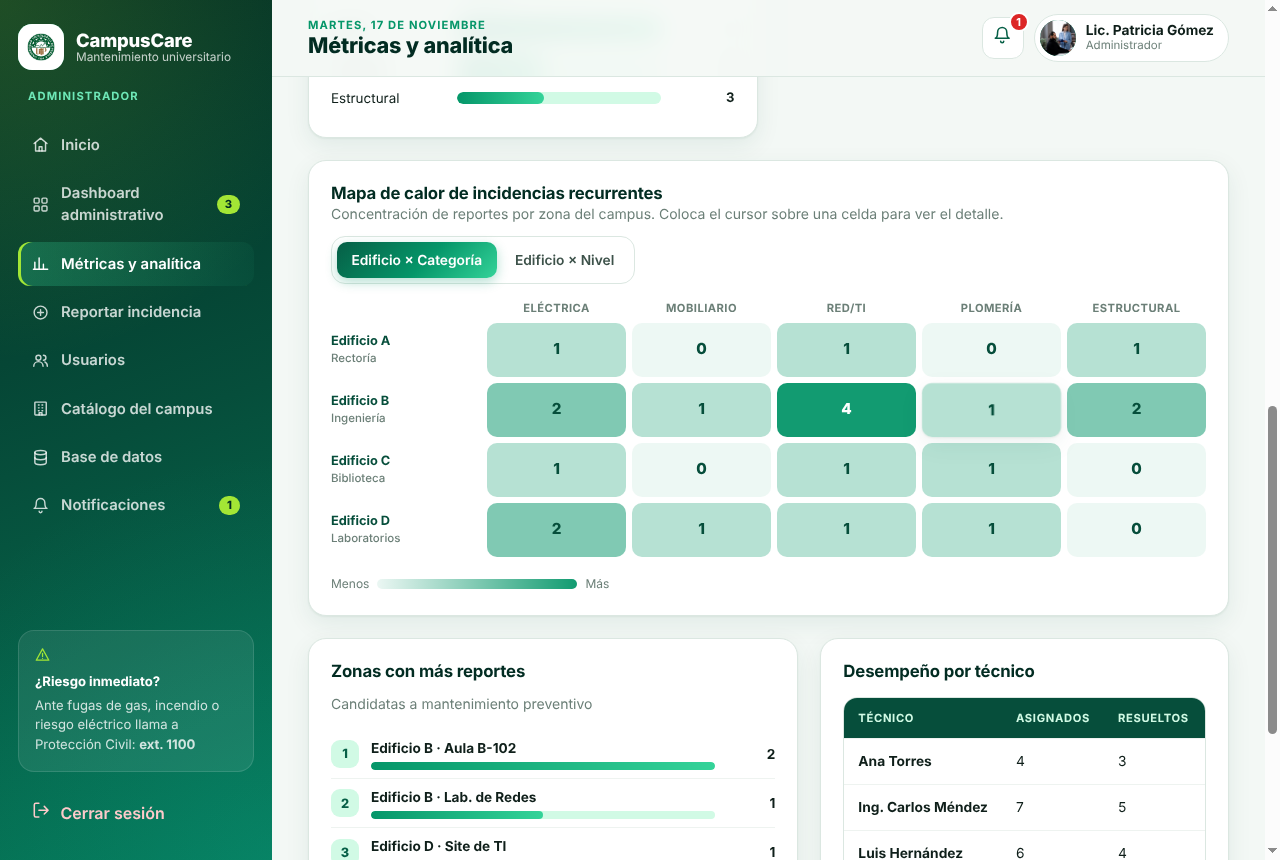 CampusCare
Mantenimiento universitario
ADMINISTRADOR
Inicio
Dashboard
administrativo
3
Métricas y analítica
Reportar incidencia
Usuarios
Catálogo del campus
Base de datos
Notificaciones
1
¿Riesgo inmediato?
Ante fugas de gas, incendio o
riesgo eléctrico llama a
Protección Civil: ext. 1100
Cerrar sesión
MARTES, 17 DE NOVIEMBRE
Métricas y analítica
1
Lic. Patricia Gómez
Administrador
Estructural 3
Mapa de calor de incidencias recurrentes
Concentración de reportes por zona del campus. Coloca el cursor sobre una celda para ver el detalle.
Edificio × Categoría Edificio × Nivel
ELÉCTRICA MOBILIARIO RED/TI PLOMERÍA ESTRUCTURAL
Edificio A
Rectoría
1 0 1 0 1
Edificio B
Ingeniería
2 1 4 1 2
Edificio C
Biblioteca
1 0 1 1 0
Edificio D
Laboratorios
2 1 1 1 0
Menos Más
Zonas con más reportes
Candidatas a mantenimiento preventivo
1 Edificio B · Aula B-102 2
2 Edificio B · Lab. de Redes 1
3 Edificio D · Site de TI 1
Desempeño por técnico
TÉCNICO ASIGNADOS RESUELTOS
Ana Torres 4 3
Ing. Carlos Méndez 7 5
Luis Hernández 6 4